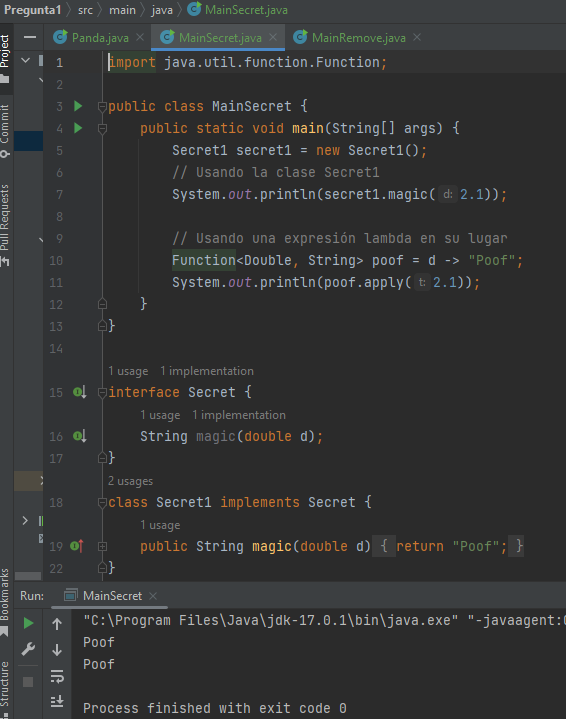 Pregunta1 > src > main > java > MainSecret.java
Project
Commit
Pull Requests
Bookmarks
Structure
Panda.java
MainSecret.java
MainRemove.java
1 import java.util.function.Function;
2
3 public class MainSecret {
4 public static void main(String[] args) {
5 Secret1 secret1 = new Secret1();
6 // Usando la clase Secret1
7 System.out.println(secret1.magic( d: 2.1));
8
9 // Usando una expresión lambda en su lugar
10 Function<Double, String> poof = d -> "Poof";
11 System.out.println(poof.apply( t: 2.1));
12 }
13 }
14
1 usage 1 implementation
15 interface Secret {
1 usage 1 implementation
16 String magic(double d);
17 }
2 usages
18 class Secret1 implements Secret {
1 usage
19 public String magic(double d) { return "Poof"; }
22 }
Run: MainSecret
"C:\Program Files\Java\jdk-17.0.1\bin\java.exe" "-javaagent:
Poof
Poof
Process finished with exit code 0